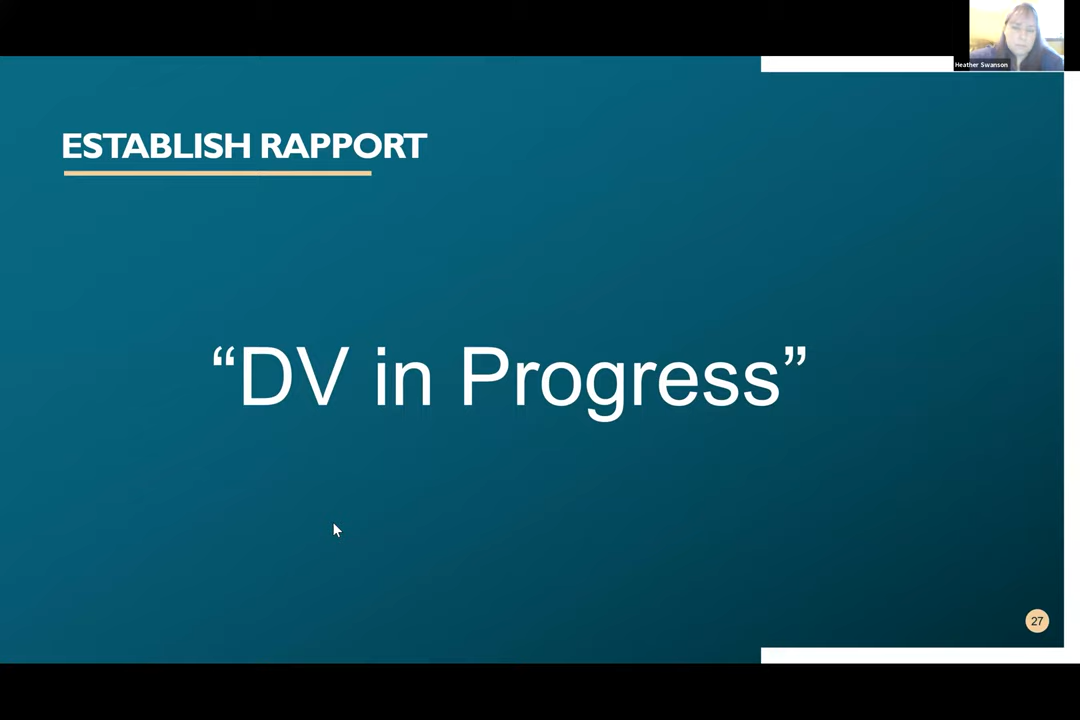 Heather Swanson
ESTABLISH RAPPORT
“DV in Progress”
27